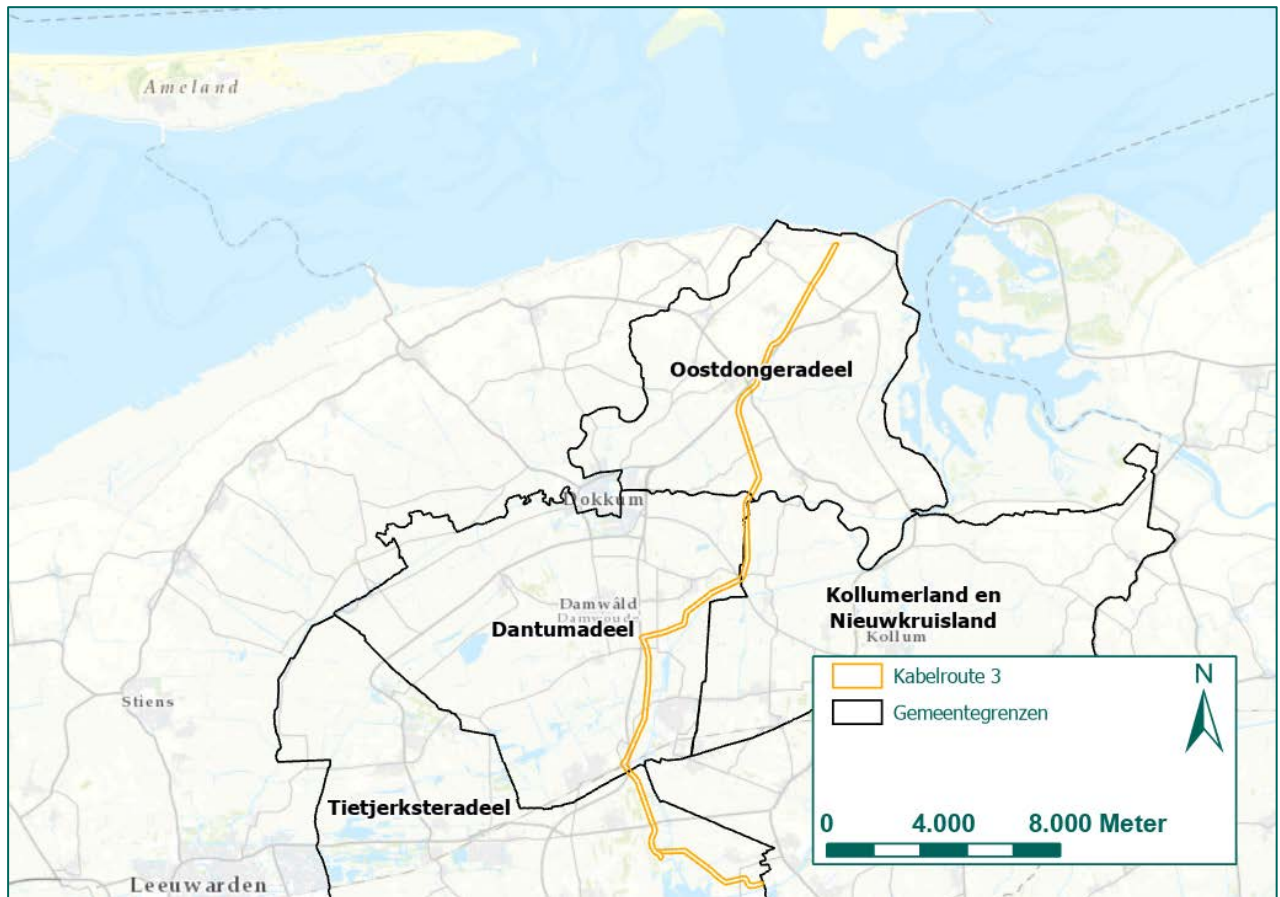 Ameland
Oostdongeradeel
Dokkum
Damwâld
Damwoude
Dantumadeel
Kollumerland en
Nieuwkruisland
Kollum
Stiens
Tietjerksteradeel
Leeuwarden
Kabelroute 3
Gemeentegrenzen
N
0 4.000 8.000 Meter